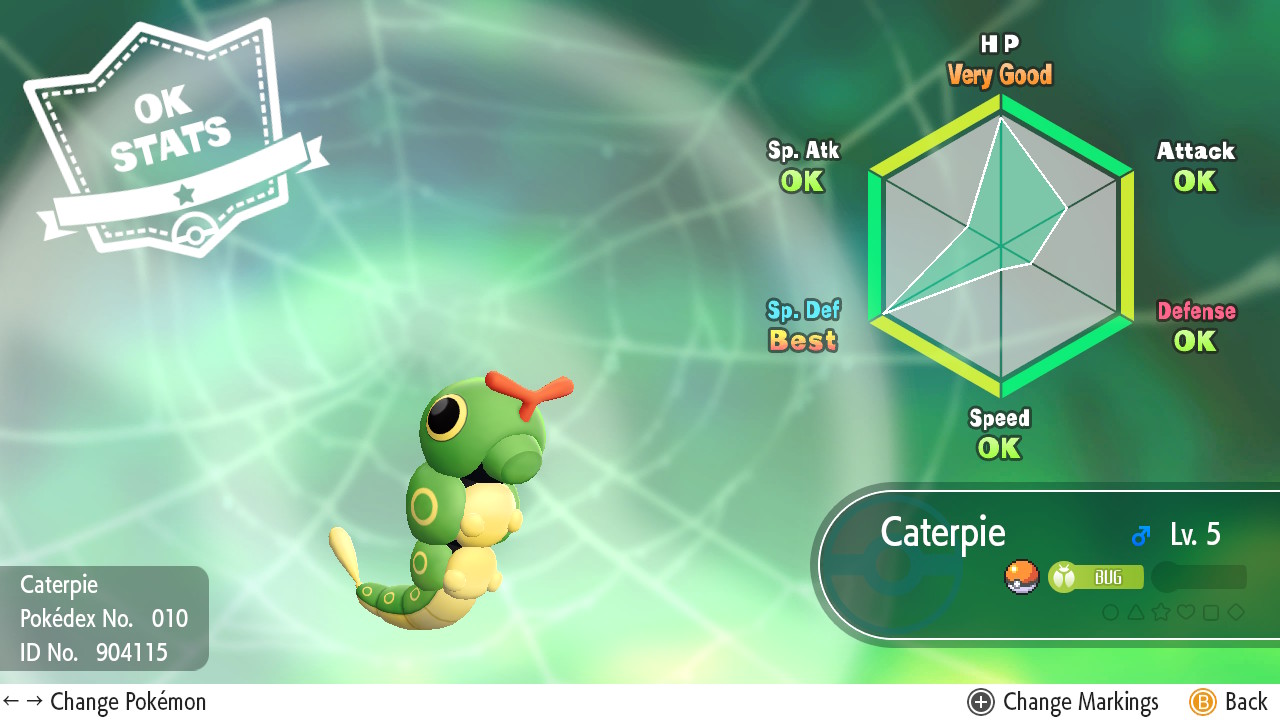 OK
STATS
HP
Very Good
Sp. Atk
OK
Attack
OK
Sp. Def
Best
Defense
OK
Speed
OK
Caterpie ♂ Lv. 5
BUG
Caterpie
Pokédex No. 010
ID No. 904115
←→ Change Pokémon
+ Change Markings
B Back